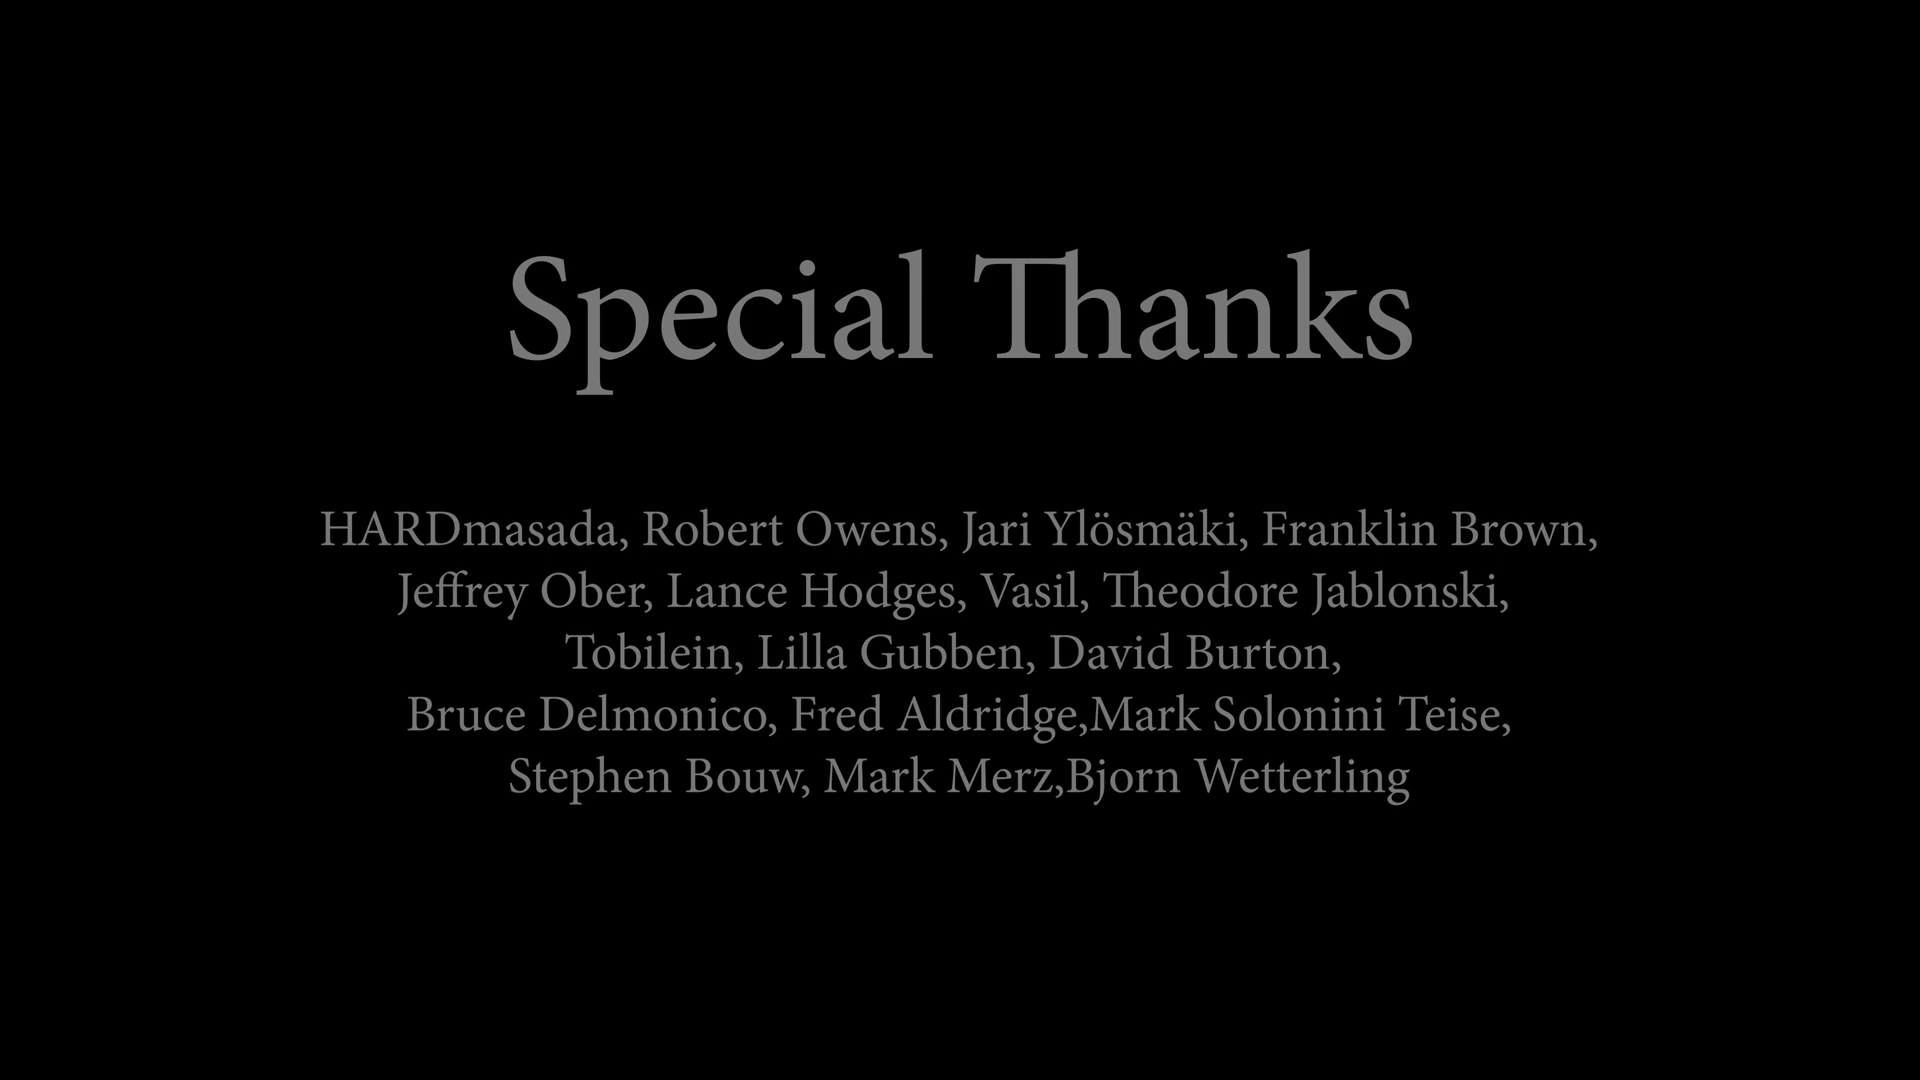 Special Thanks
HARDmasada, Robert Owens, Jari Ylösmäki, Franklin Brown,
Jeffrey Ober, Lance Hodges, Vasil, Theodore Jablonski,
Tobilein, Lilla Gubben, David Burton,
Bruce Delmonico, Fred Aldridge,Mark Solonini Teise,
Stephen Bouw, Mark Merz,Bjorn Wetterling